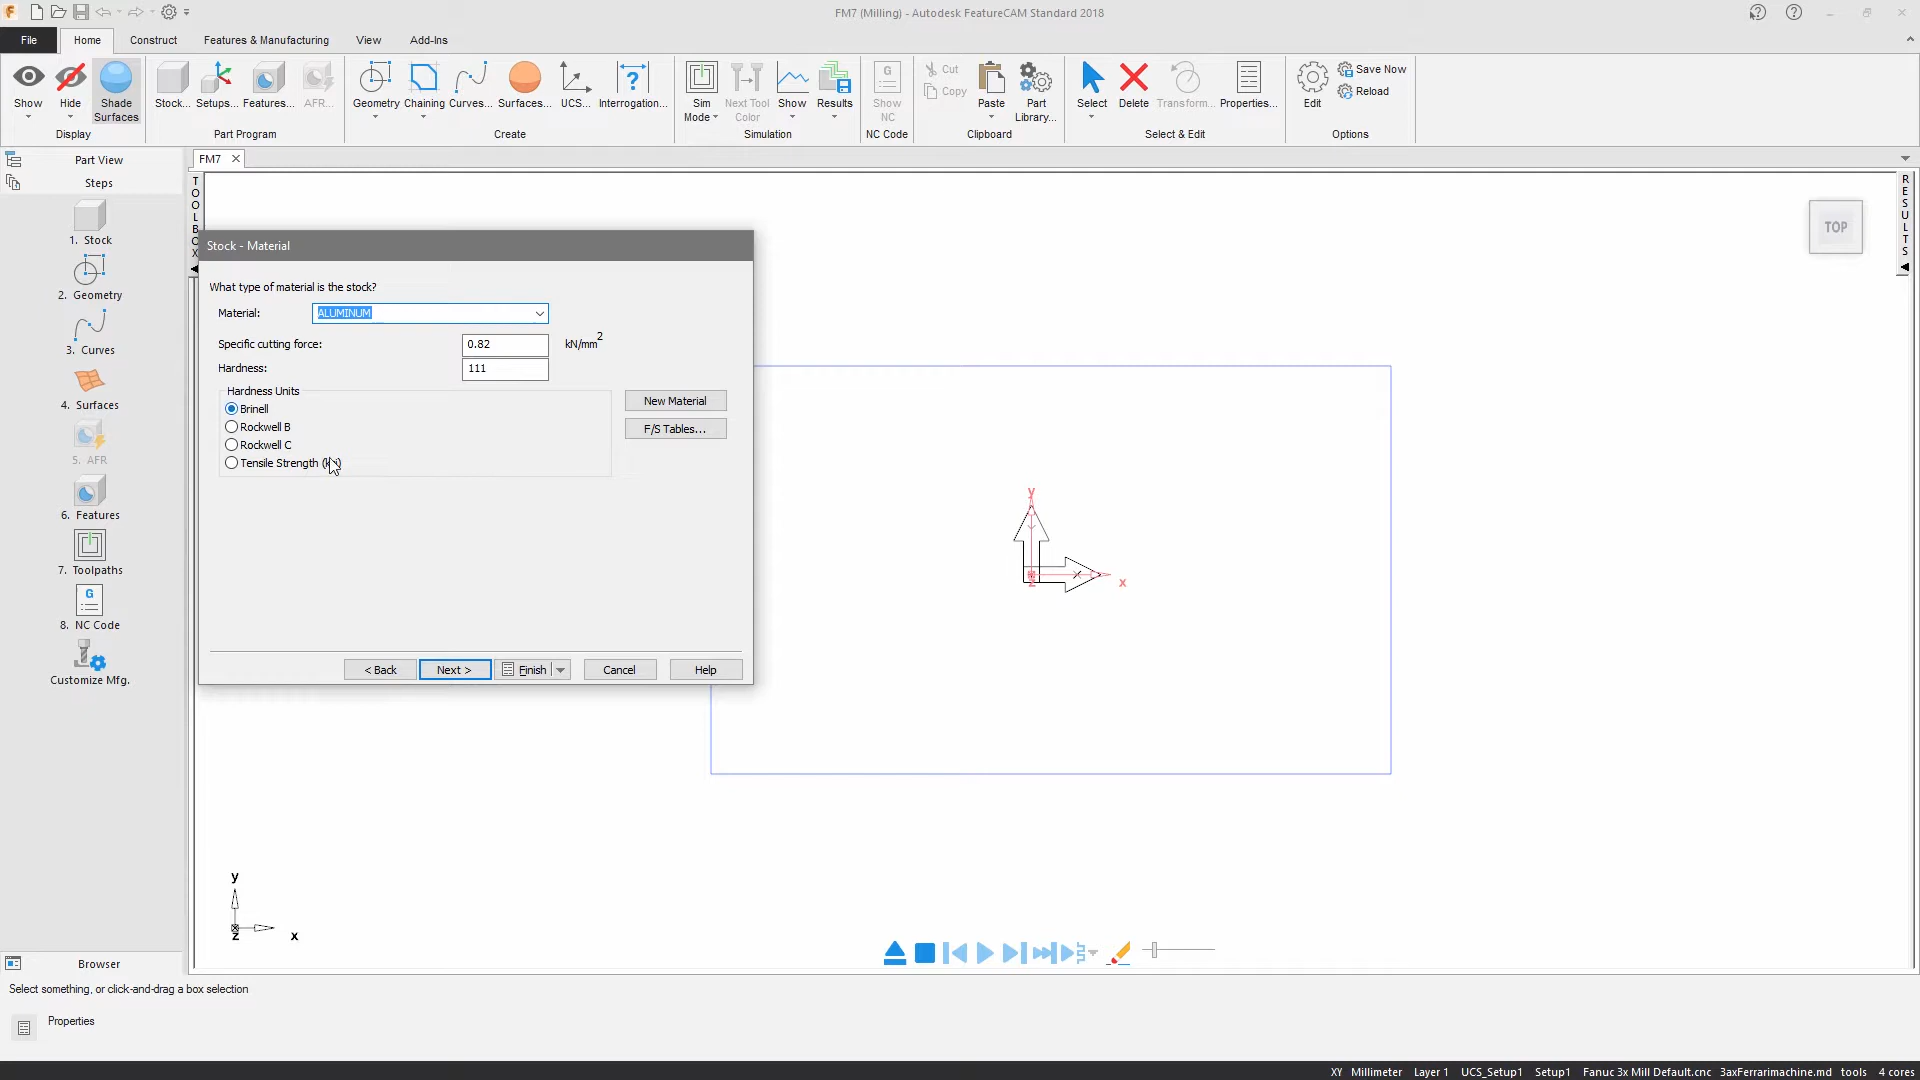 FM7 (Milling) - Autodesk FeatureCAM Standard 2018
File
Home
Construct
Features & Manufacturing
View
Add-Ins
Show
Hide
Shade
Surfaces
Display
Stock...
Setups...
Features...
AFR...
Part Program
Geometry
Chaining
Curves...
Surfaces...
UCS...
Interrogation...
Create
Sim
Mode
Next Tool
Color
Show
Results
Simulation
Show
NC
NC Code
Cut
Copy
Paste
Part
Library...
Clipboard
Select
Delete
Transform...
Properties...
Select & Edit
Edit
Save Now
Reload
Options
Part View
Steps
1. Stock
2. Geometry
3. Curves
4. Surfaces
5. AFR
6. Features
7. Toolpaths
G
8. NC Code
Customize Mfg.
FM7
TOOLBOX
RESULTS
TOP
Stock - Material
What type of material is the stock?
Material:
ALUMINUM
Specific cutting force:
0.82
kN/mm2
Hardness:
111
Hardness Units
Brinell
Rockwell B
Rockwell C
Tensile Strength
New Material
F/S Tables...
< Back
Next >
Finish
Cancel
Help
y
x
z
y
z
x
Browser
Select something, or click-and-drag a box selection
Properties
XY Millimeter Layer 1 UCS_Setup1 Setup1 Fanuc 3x Mill Default.cnc 3axFerrarimachine.md tools 4 cores